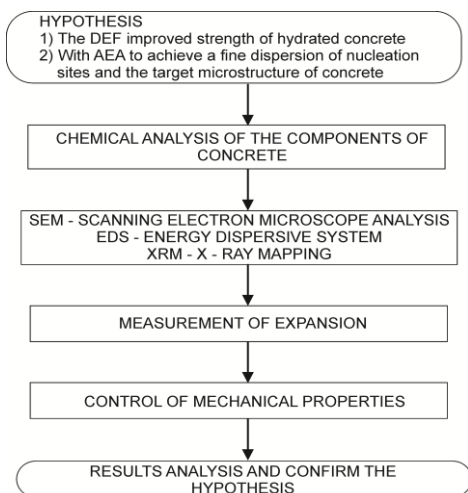 HYPOTHESIS
1) The DEF improved strength of hydrated concrete
2) With AEA to achieve a fine dispersion of nucleation
sites and the target microstructure of concrete
CHEMICAL ANALYSIS OF THE COMPONENTS OF
CONCRETE
SEM - SCANNING ELECTRON MICROSCOPE ANALYSIS
EDS - ENERGY DISPERSIVE SYSTEM
XRM - X - RAY MAPPING
MEASUREMENT OF EXPANSION
CONTROL OF MECHANICAL PROPERTIES
RESULTS ANALYSIS AND CONFIRM THE
HYPOTHESIS